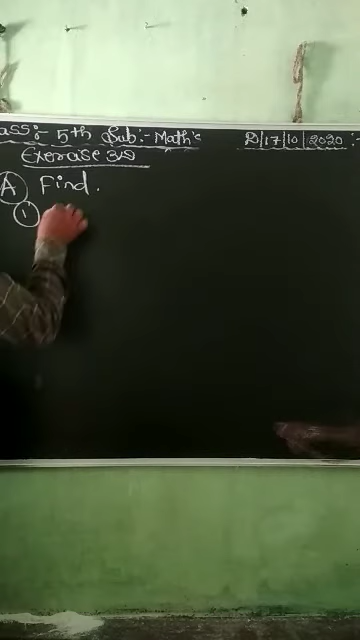 ass:- 5th Sub:- Math's D/17/10/2020:-
Exercise
A Find.
1